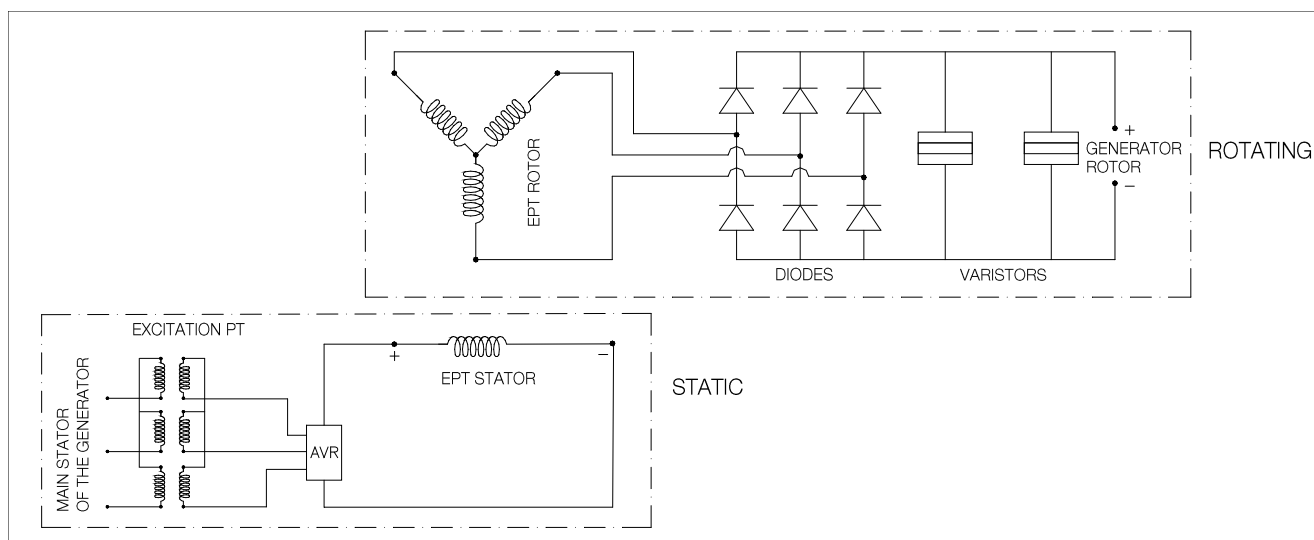 EPT ROTOR
DIODES
VARISTORS
+
GENERATOR
ROTOR
−
ROTATING
EXCITATION PT
MAIN STATOR
OF THE GENERATOR
AVR
+
−
EPT STATOR
STATIC